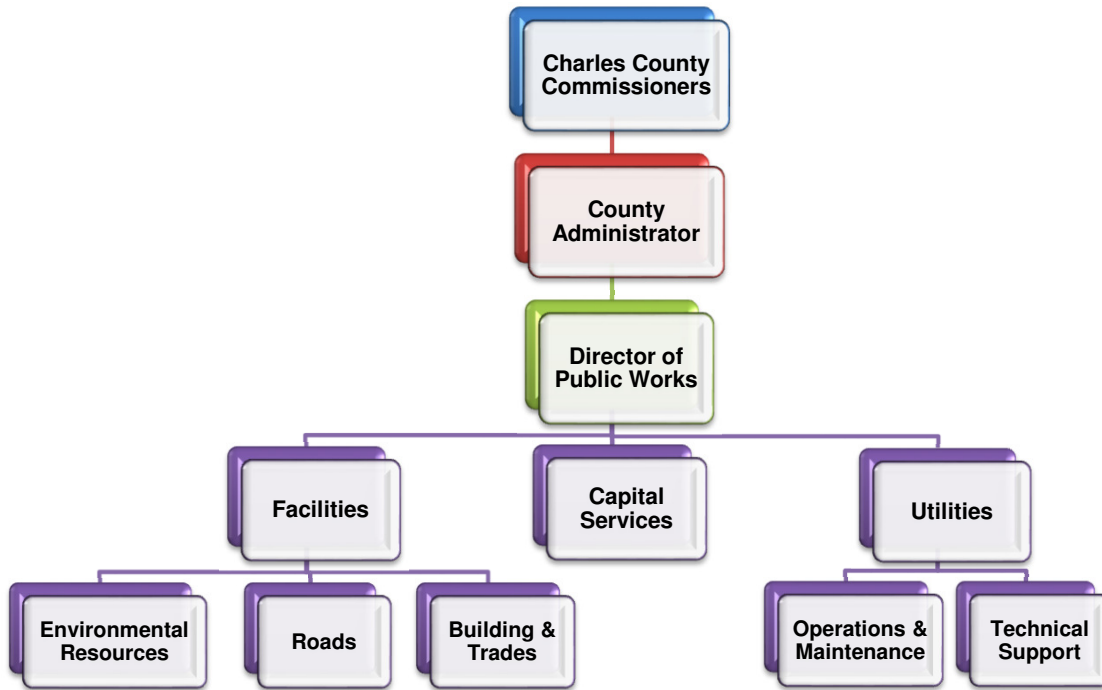 Charles County
Commissioners
County
Administrator
Director of
Public Works
Facilities
Capital
Services
Utilities
Environmental
Resources
Roads
Building &
Trades
Operations &
Maintenance
Technical
Support